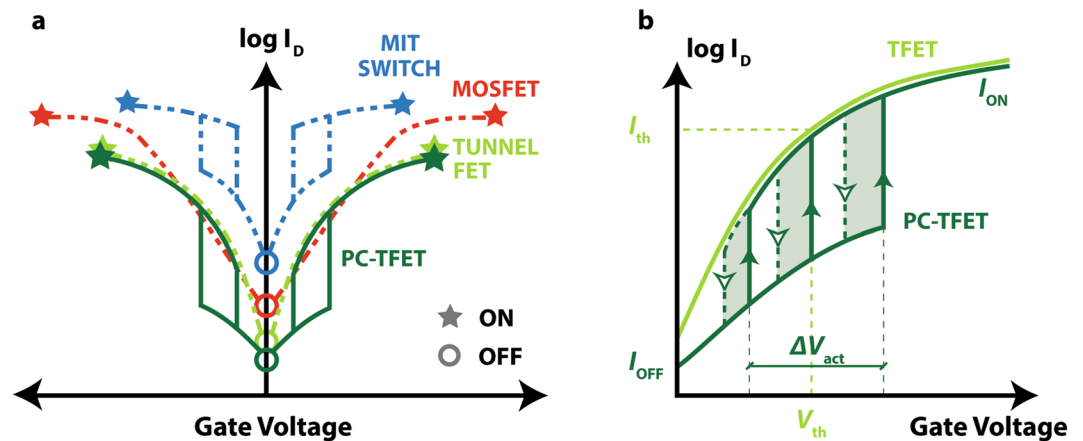 a
log I_D
MIT
SWITCH
MOSFET
TUNNEL
FET
PC-TFET
ON
OFF
Gate Voltage
b
log I_D
TFET
I_ON
I_th
PC-TFET
ΔV_act
I_OFF
V_th
Gate Voltage